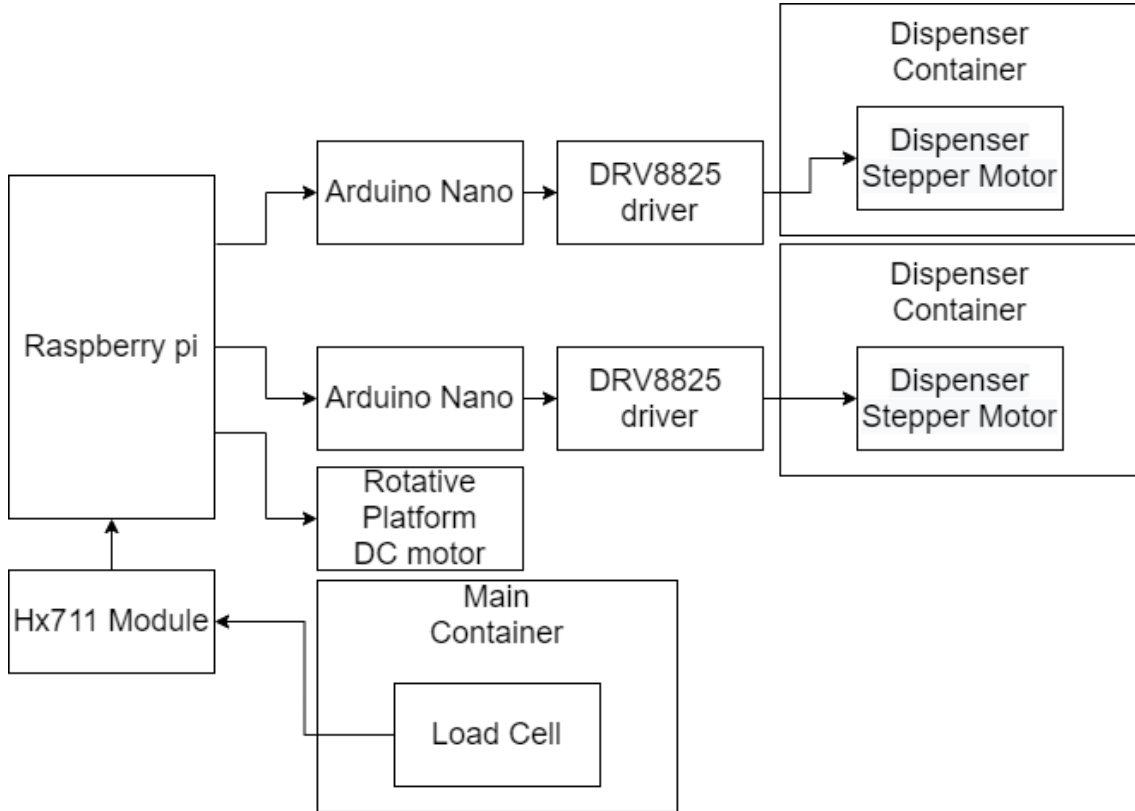 Dispenser
Container
Dispenser
Stepper Motor
Arduino Nano
DRV8825
driver
Raspberry pi
Dispenser
Container
Arduino Nano
DRV8825
driver
Dispenser
Stepper Motor
Rotative
Platform
DC motor
Hx711 Module
Main
Container
Load Cell